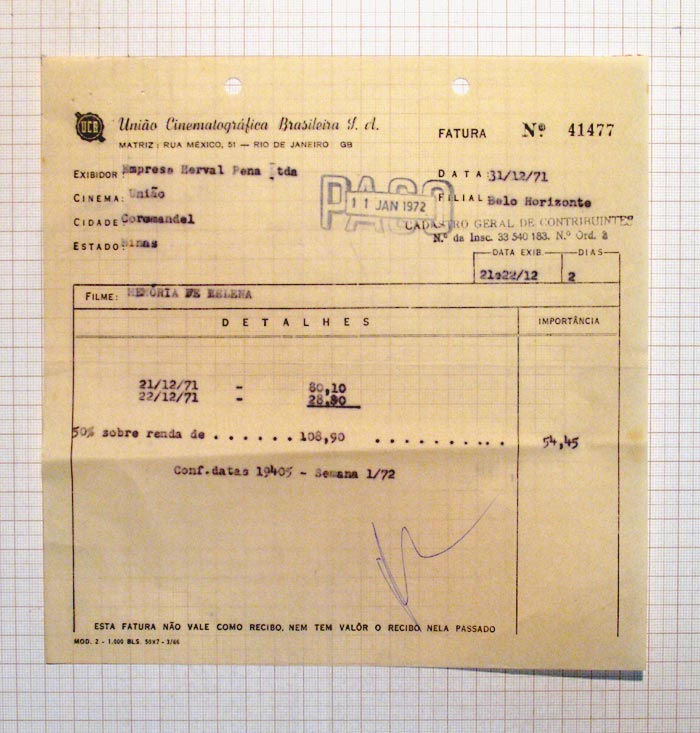 UCB União Cinematográfica Brasileira S. A.
MATRIZ: RUA MÉXICO, 51 — RIO DE JANEIRO GB
FATURA Nº 41477
EXIBIDOR: Empresa Herval Pena Ltda
DATA: 31/12/71
CINEMA: União
PAGO
11 JAN 1972
FILIAL Belo Horizonte
CIDADE Coromandel
CADASTRO GERAL DE CONTRIBUINTES
N.º da Insc. 33 540 183. N.º Ord. 2
ESTADO: Minas
DATA EXIB. DIAS
21e22/12 2
FILME: MEMÓRIA DE HELENA
DETALHES IMPORTÂNCIA
21/12/71 - 80,10
22/12/71 - 28.80
50% sobre renda de . . . . . . 108,90 . . . . . . . . . . 54,45
Conf.datas 19405 - Semana 1/72
ESTA FATURA NÃO VALE COMO RECIBO, NEM TEM VALÔR O RECIBO NELA PASSADO
MOD. 2 - 1.000 BLS. 50X7 - 3/66